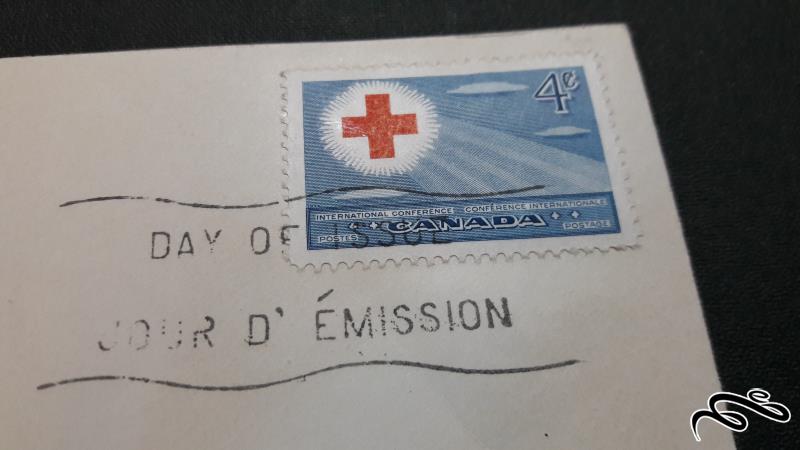 4¢
INTERNATIONAL CONFERENCE CONFÉRENCE INTERNATIONALE
POSTES CANADA POSTAGE
DAY OF ISSUE
JOUR D' ÉMISSION